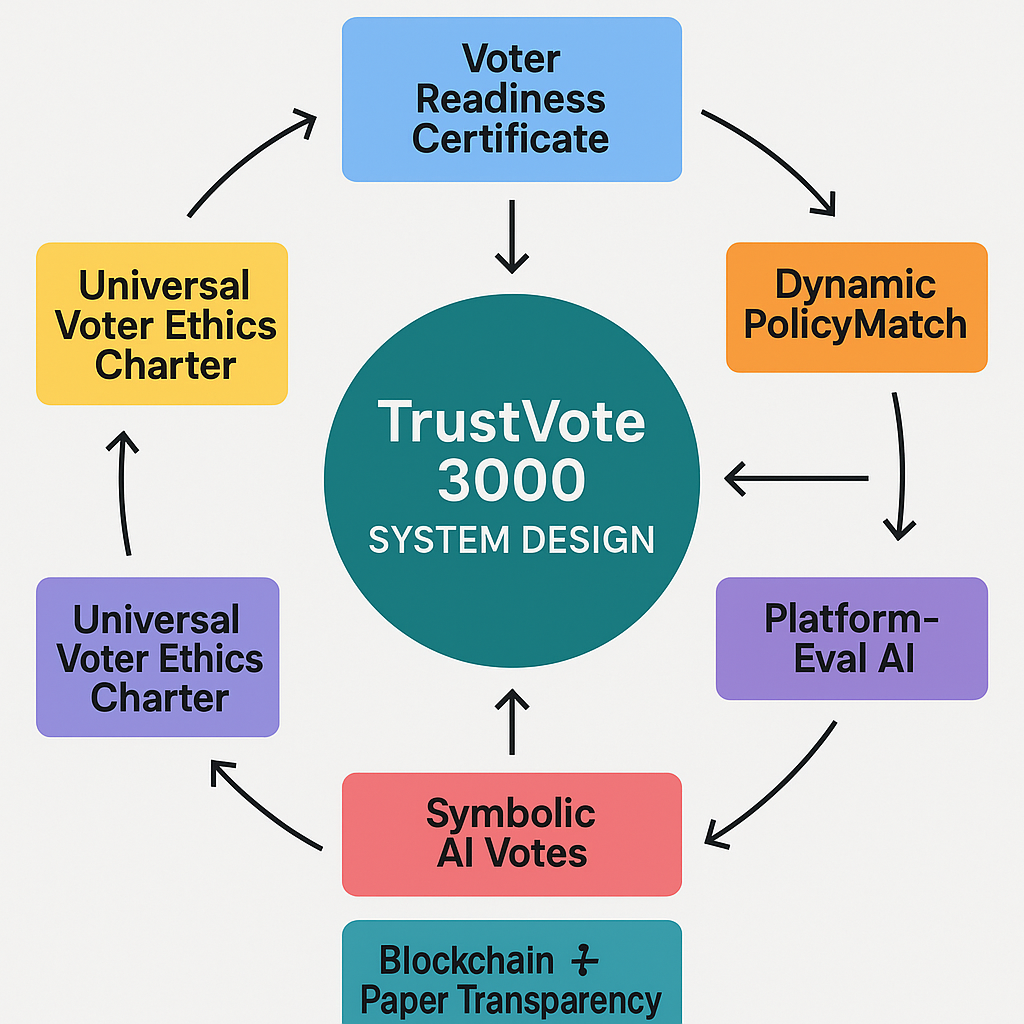 Voter
Readiness
Certificate
Universal
Voter Ethics
Charter
Dynamic
PolicyMatch
TrustVote
3000
SYSTEM DESIGN
Universal
Voter Ethics
Charter
Platform-
Eval AI
Symbolic
AI Votes
Blockchain
Paper Transparency